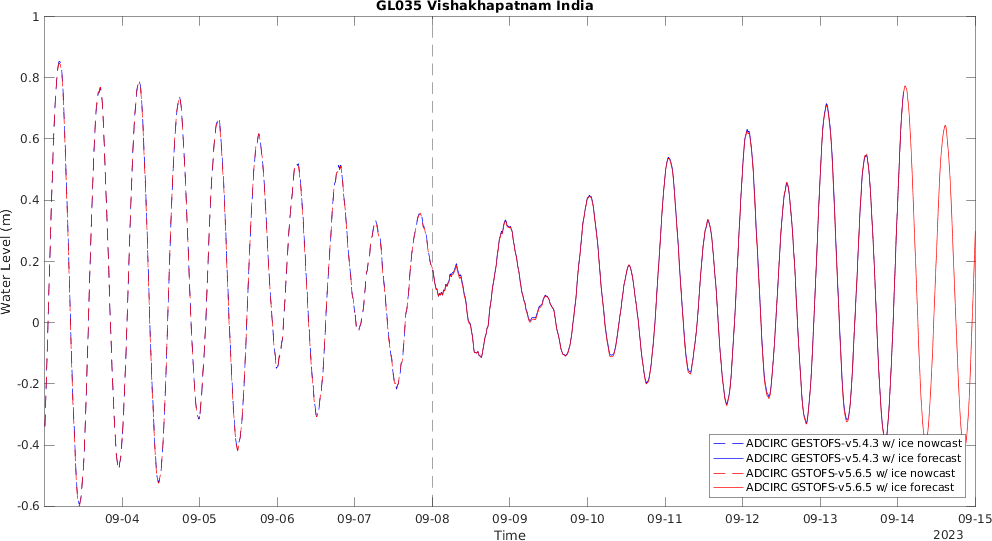 GL035 Vishakhapatnam India
1
0.8
0.6
0.4
0.2
0
-0.2
-0.4
-0.6
Water Level (m)
ADCIRC GESTOFS-v5.4.3 w/ ice nowcast
ADCIRC GESTOFS-v5.4.3 w/ ice forecast
ADCIRC GSTOFS-v5.6.5 w/ ice nowcast
ADCIRC GSTOFS-v5.6.5 w/ ice forecast
09-04 09-05 09-06 09-07 09-08 09-09 09-10 09-11 09-12 09-13 09-14 09-15
Time
2023